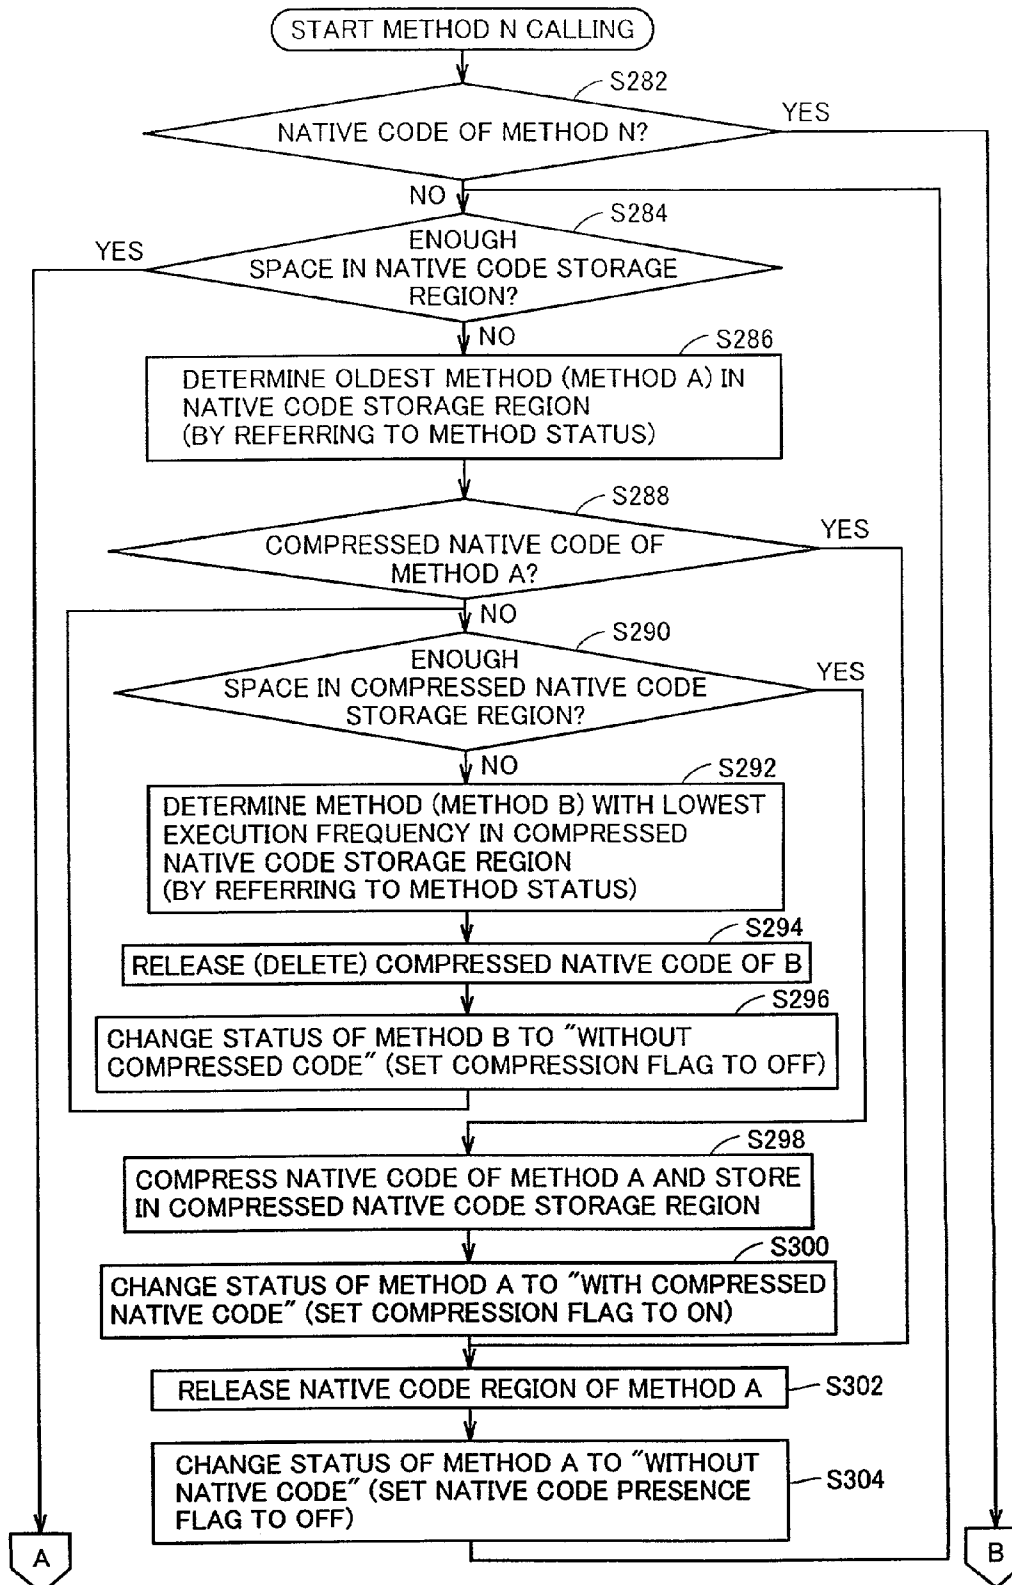 START METHOD N CALLING
S282
NATIVE CODE OF METHOD N?
YES
NO
S284
YES
ENOUGH
SPACE IN NATIVE CODE STORAGE
REGION?
NO
S286
DETERMINE OLDEST METHOD (METHOD A) IN
NATIVE CODE STORAGE REGION
(BY REFERRING TO METHOD STATUS)
S288
YES
COMPRESSED NATIVE CODE OF
METHOD A?
NO
S290
ENOUGH
YES
SPACE IN COMPRESSED NATIVE CODE
STORAGE REGION?
NO
S292
DETERMINE METHOD (METHOD B) WITH LOWEST
EXECUTION FREQUENCY IN COMPRESSED
NATIVE CODE STORAGE REGION
(BY REFERRING TO METHOD STATUS)
S294
RELEASE (DELETE) COMPRESSED NATIVE CODE OF B
S296
CHANGE STATUS OF METHOD B TO "WITHOUT
COMPRESSED CODE" (SET COMPRESSION FLAG TO OFF)
S298
COMPRESS NATIVE CODE OF METHOD A AND STORE
IN COMPRESSED NATIVE CODE STORAGE REGION
S300
CHANGE STATUS OF METHOD A TO "WITH COMPRESSED
NATIVE CODE" (SET COMPRESSION FLAG TO ON)
RELEASE NATIVE CODE REGION OF METHOD A
S302
CHANGE STATUS OF METHOD A TO "WITHOUT
NATIVE CODE" (SET NATIVE CODE PRESENCE
FLAG TO OFF)
S304
A
B